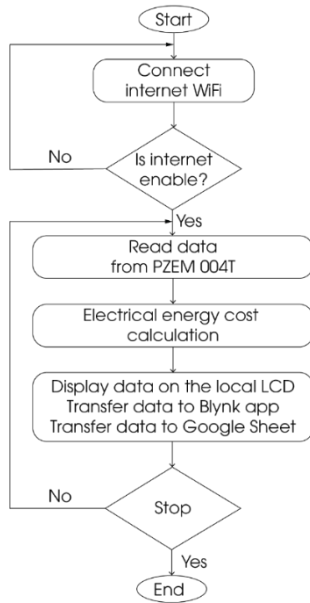 Start
Connect
internet WiFi
No
Is internet
enable?
Yes
Read data
from PZEM 004T
Electrical energy cost
calculation
Display data on the local LCD
Transfer data to Blynk app
Transfer data to Google Sheet
No
Stop
Yes
End